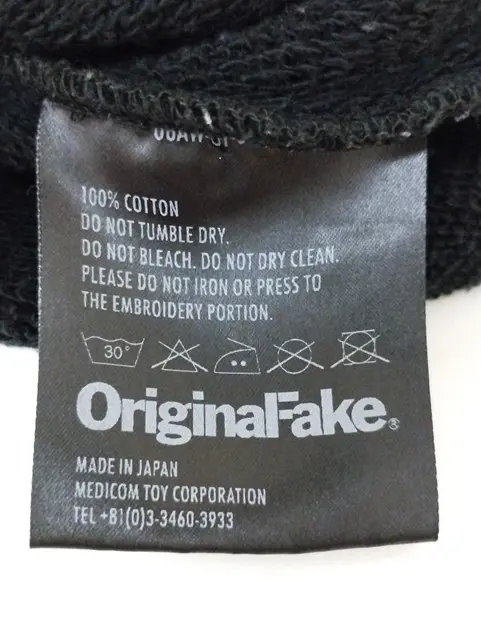 100% COTTON
DO NOT TUMBLE DRY.
DO NOT BLEACH. DO NOT DRY CLEAN.
PLEASE DO NOT IRON OR PRESS TO
THE EMBROIDERY PORTION.
30°
OriginalFake®
MADE IN JAPAN
MEDICOM TOY CORPORATION
TEL +81(0)3-3460-3933